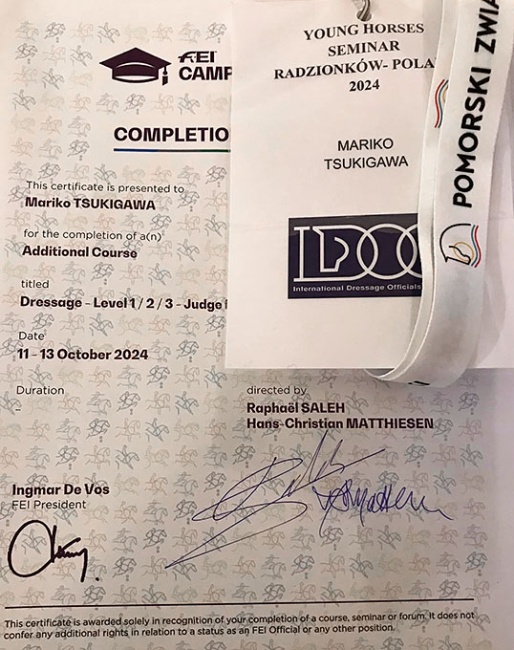 FEI
CAMP
COMPLETIO
This certificate is presented to
Mariko TSUKIGAWA
for the completion of a(n)
Additional Course
titled
Dressage - Level 1 / 2 / 3 - Judge
Date
11 - 13 October 2024
Duration
-
directed by
Raphaël SALEH
Hans-Christian MATTHIESEN
Ingmar De Vos
FEI President
This certificate is awarded solely in recognition of your completion of a course, seminar or forum. It does not
confer any additional rights in relation to a status as an FEI Official or any other position.
YOUNG HORSES
SEMINAR
RADZIONKÓW- POLA
2024
MARIKO
TSUKIGAWA
IDOC
International Dressage Officials
POMORSKI ZWIĄ